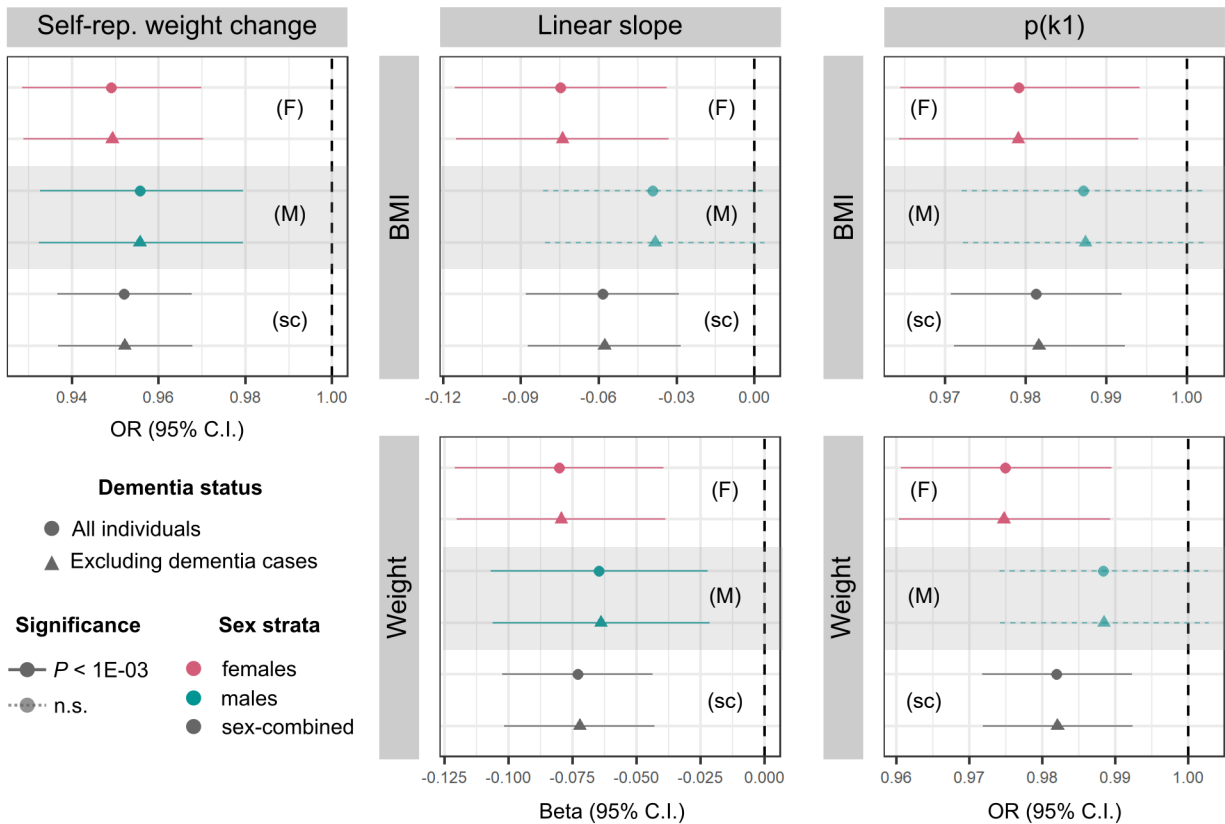 Self-rep. weight change
Linear slope
p(k1)
(F)
(M)
(sc)
0.94 0.96 0.98 1.00
OR (95% C.I.)
BMI
(F)
(M)
(sc)
-0.12 -0.09 -0.06 -0.03 0.00
BMI
(F)
(M)
(sc)
0.97 0.98 0.99 1.00
Dementia status
All individuals
Excluding dementia cases
Significance
P < 1E-03
n.s.
Sex strata
females
males
sex-combined
Weight
(F)
(M)
(sc)
-0.125 -0.100 -0.075 -0.050 -0.025 0.000
Beta (95% C.I.)
Weight
(F)
(M)
(sc)
0.96 0.97 0.98 0.99 1.00
OR (95% C.I.)